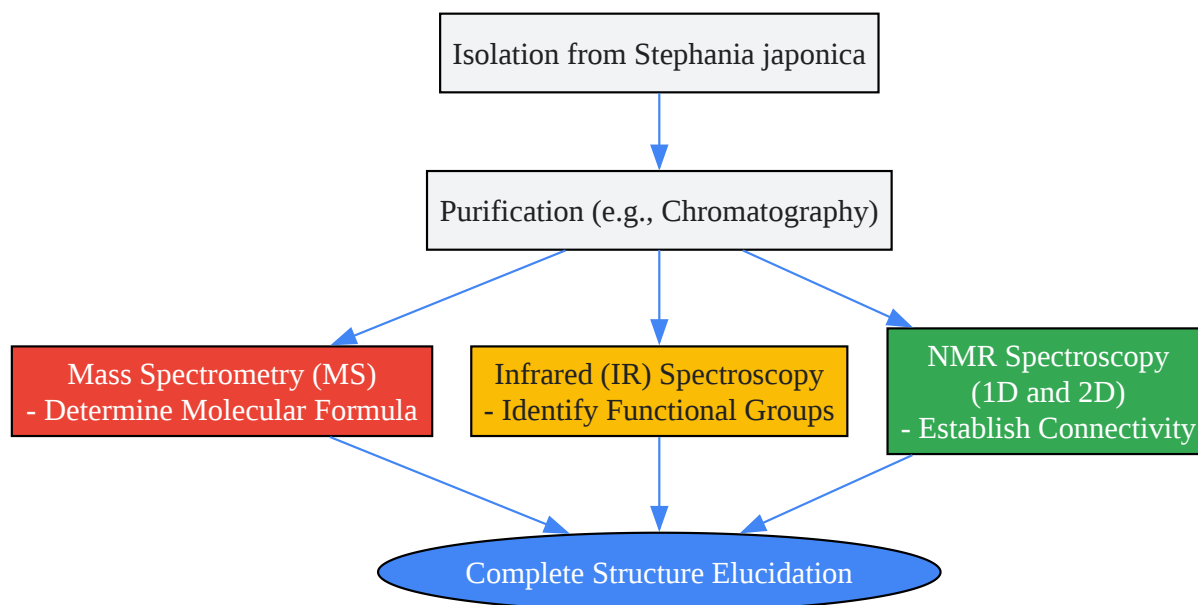 Isolation from Stephania japonica
Purification (e.g., Chromatography)
Mass Spectrometry (MS)
- Determine Molecular Formula
Infrared (IR) Spectroscopy
- Identify Functional Groups
NMR Spectroscopy
(1D and 2D)
- Establish Connectivity
Complete Structure Elucidation